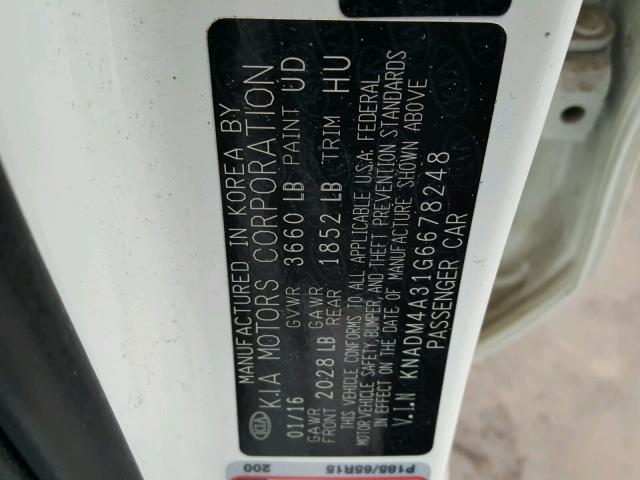 MANUFACTURED IN KOREA BY
KIA KIA MOTORS CORPORATION
01/16 GVWR 3660 LB PAINT UD
GAWR FRONT 2028 LB GAWR REAR 1852 LB TRIM HU
THIS VEHICLE CONFORMS TO ALL APPLICABLE U.S.A. FEDERAL
MOTOR VEHICLE SAFETY, BUMPER, AND THEFT PREVENTION STANDARDS
IN EFFECT ON THE DATE OF MANUFACTURE SHOWN ABOVE
V.I.N KNADM4A31G6678248
PASSENGER CAR
200
P185/65R15